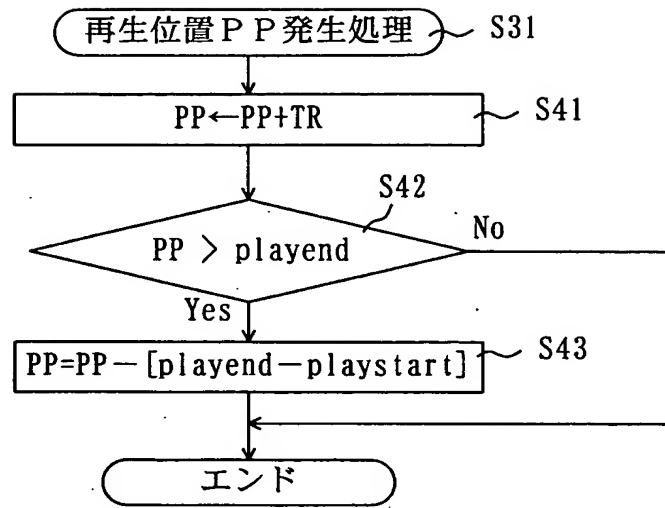 再生位置PP発生処理
S31
PP←PP+TR
S41
S42
PP > playend
No
Yes
PP=PP-[playend-playstart]
S43
エンド